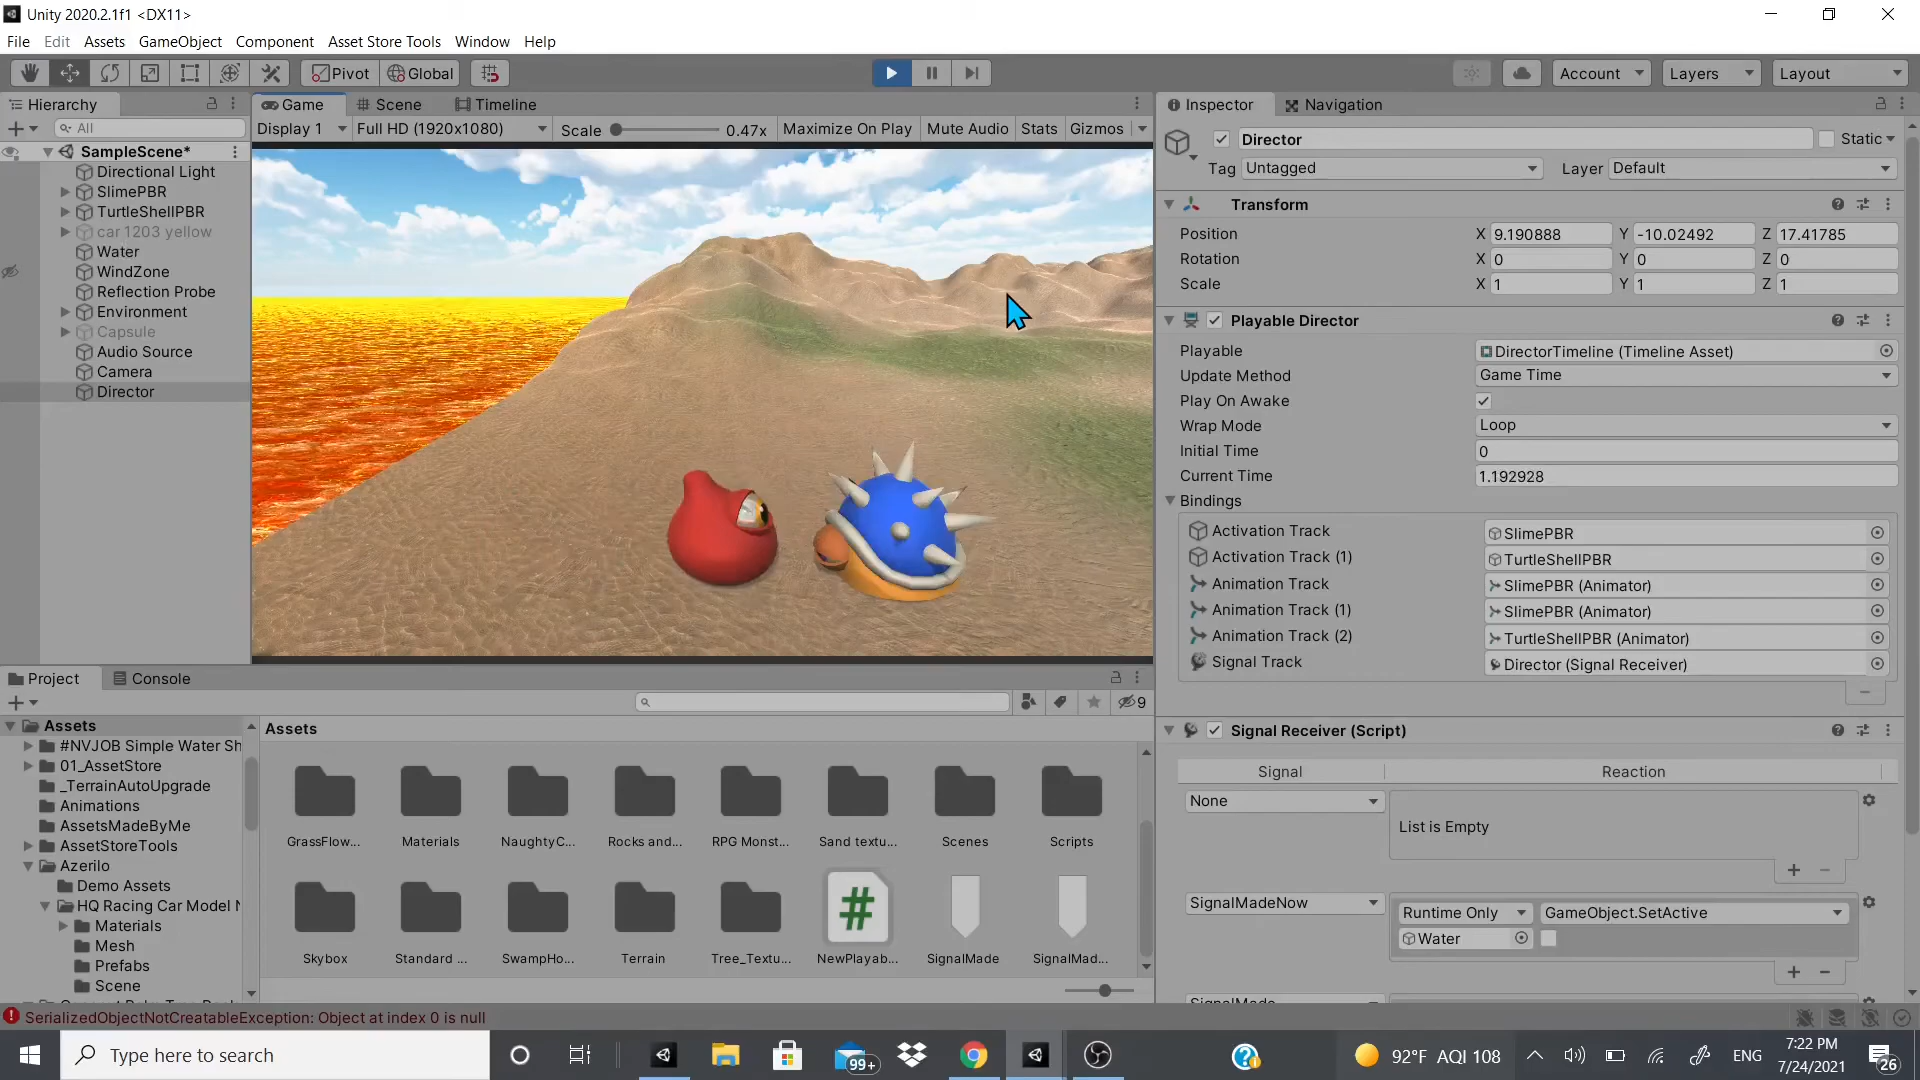 Unity 2020.2.1f1 <DX11>
File Edit Assets GameObject Component Asset Store Tools Window Help
Pivot Global Account Layers Layout
Hierarchy
All
SampleScene*
Directional Light
SlimePBR
TurtleShellPBR
car 1203 yellow
Water
WindZone
Reflection Probe
Environment
Capsule
Audio Source
Camera
Director
Game Scene Timeline
Display 1 Full HD (1920x1080) Scale 0.47x Maximize On Play Mute Audio Stats Gizmos
Inspector Navigation
Director Static
Tag Untagged Layer Default
Transform
Position X 9.190888 Y -10.02492 Z 17.41785
Rotation X 0 Y 0 Z 0
Scale X 1 Y 1 Z 1
Playable Director
Playable DirectorTimeline (Timeline Asset)
Update Method Game Time
Play On Awake
Wrap Mode Loop
Initial Time 0
Current Time 1.192928
Bindings
Activation Track SlimePBR
Activation Track (1) TurtleShellPBR
Animation Track SlimePBR (Animator)
Animation Track (1) SlimePBR (Animator)
Animation Track (2) TurtleShellPBR (Animator)
Signal Track Director (Signal Receiver)
Signal Receiver (Script)
Signal Reaction
None
List is Empty
SignalMadeNow Runtime Only GameObject.SetActive
Water
SignalMade
Project Console
9
Assets
#NVJOB Simple Water Sh
01_AssetStore
_TerrainAutoUpgrade
Animations
AssetsMadeByMe
AssetStoreTools
Azerilo
Demo Assets
HQ Racing Car Model N
Materials
Mesh
Prefabs
Scene
Assets
GrassFlow... Materials NaughtyC... Rocks and... RPG Monst... Sand textu... Scenes Scripts
Skybox Standard ... SwampHo... Terrain Tree_Textu... NewPlayab... SignalMade SignalMad...
SerializedObjectNotCreatableException: Object at index 0 is null
Type here to search
99+
92°F AQI 108
ENG
7:22 PM
7/24/2021
26